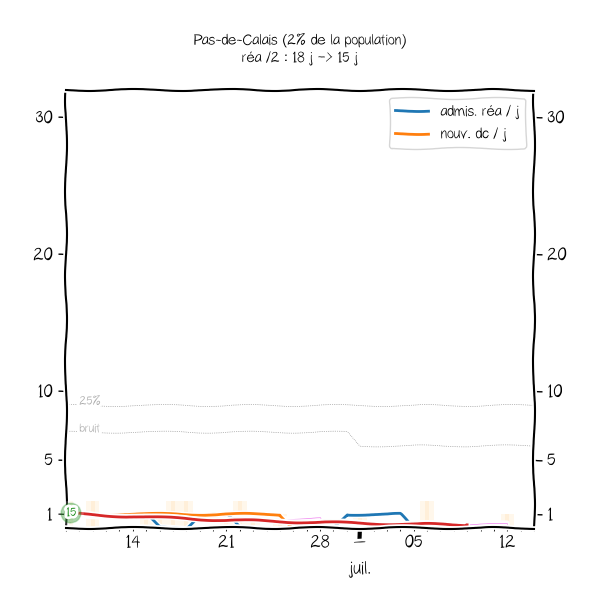 Pas-de-Calais (2% de la population)
réa /2 : 18 j -> 15 j
admis. réa / j
nouv. dc / j
30 30
20 20
10 10
25%
bruit
5 5
1 15 1
14 21 28 1 05 12
juil.